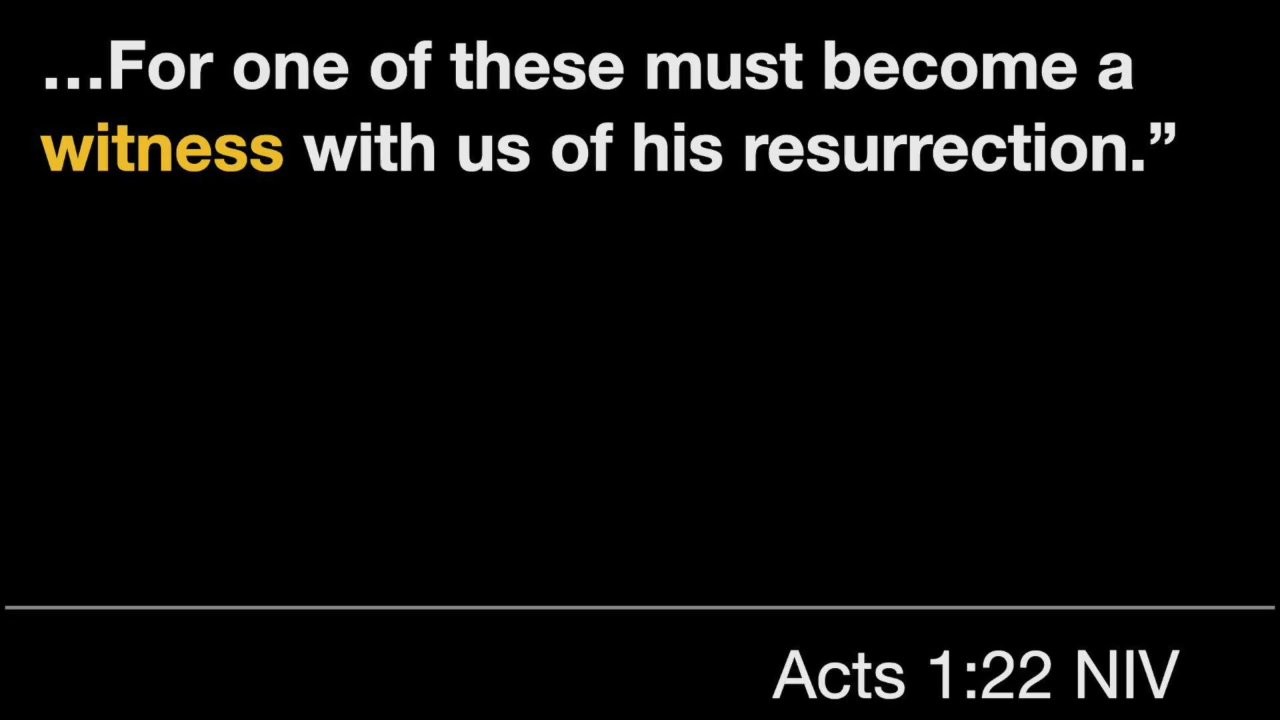 …For one of these must become a
witness with us of his resurrection.”
Acts 1:22 NIV